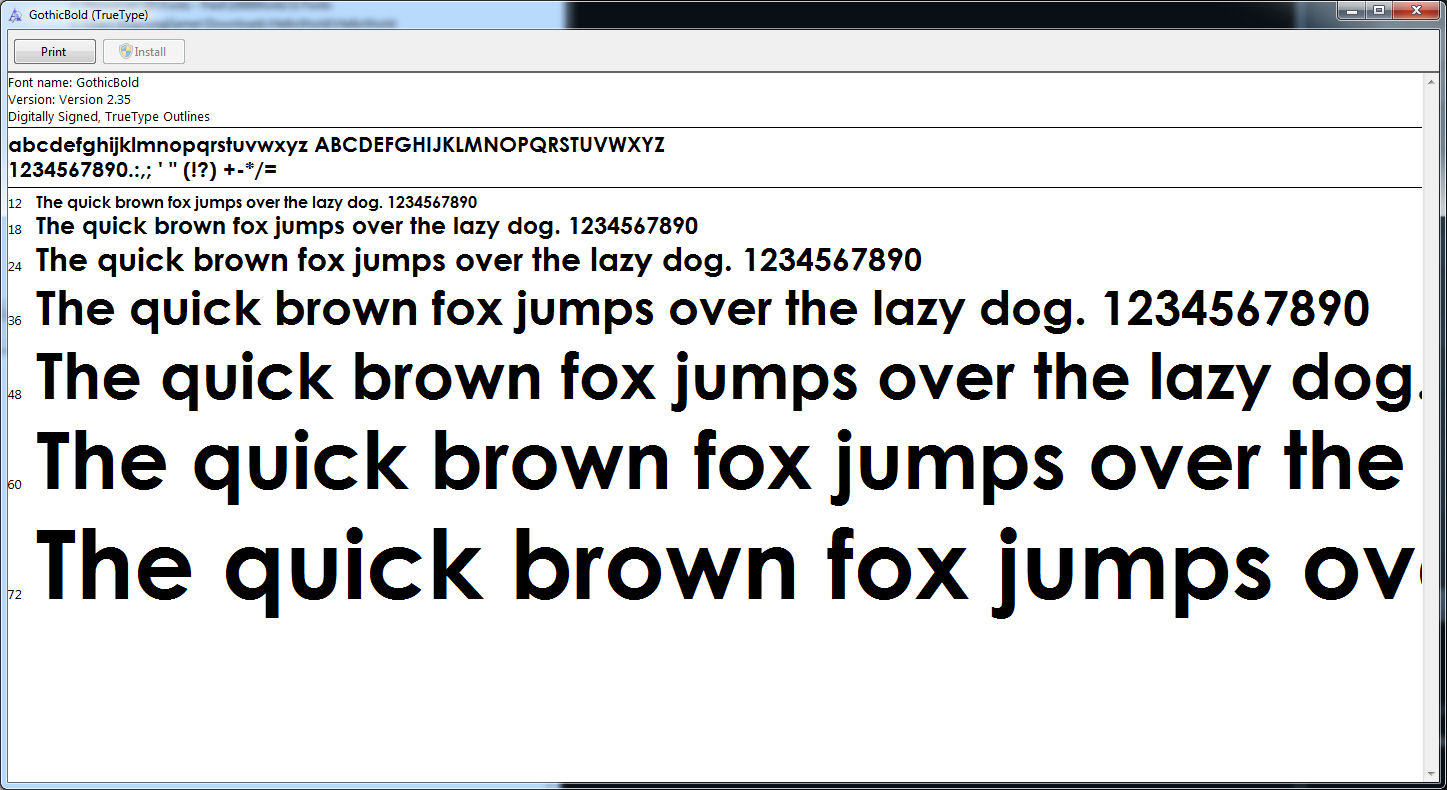 GothicBold (TrueType)
Print
Install
Font name: GothicBold
Version: Version 2.35
Digitally Signed, TrueType Outlines
abcdefghijklmnopqrstuvwxyz ABCDEFGHIJKLMNOPQRSTUVWXYZ
1234567890.:,; ' " (!?) +-*/=
12 The quick brown fox jumps over the lazy dog. 1234567890
18 The quick brown fox jumps over the lazy dog. 1234567890
24 The quick brown fox jumps over the lazy dog. 1234567890
36 The quick brown fox jumps over the lazy dog. 1234567890
48 The quick brown fox jumps over the lazy dog.
60 The quick brown fox jumps over the
72 The quick brown fox jumps ov